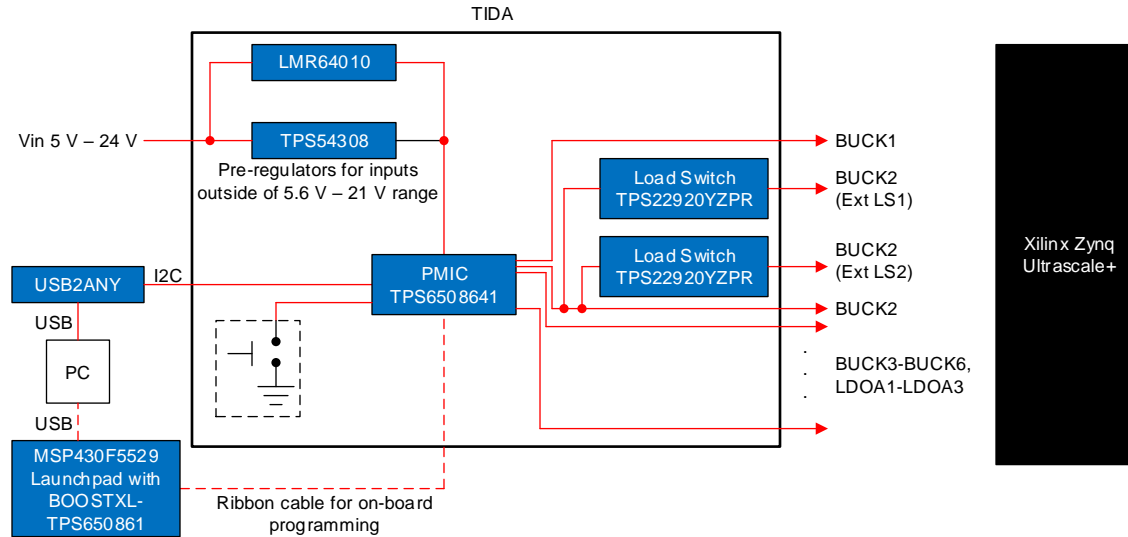 TIDA
LMR64010
Vin 5 V – 24 V
TPS54308
Pre-regulators for inputs
outside of 5.6 V – 21 V range
BUCK1
Load Switch
TPS22920YZPR
BUCK2
(Ext LS1)
Load Switch
TPS22920YZPR
BUCK2
(Ext LS2)
Xilinx Zynq
Ultrascale+
USB2ANY
I2C
PMIC
TPS6508641
BUCK2
USB
PC
BUCK3-BUCK6,
LDOA1-LDOA3
USB
MSP430F5529
Launchpad with
BOOSTXL-
TPS650861
Ribbon cable for on-board
programming